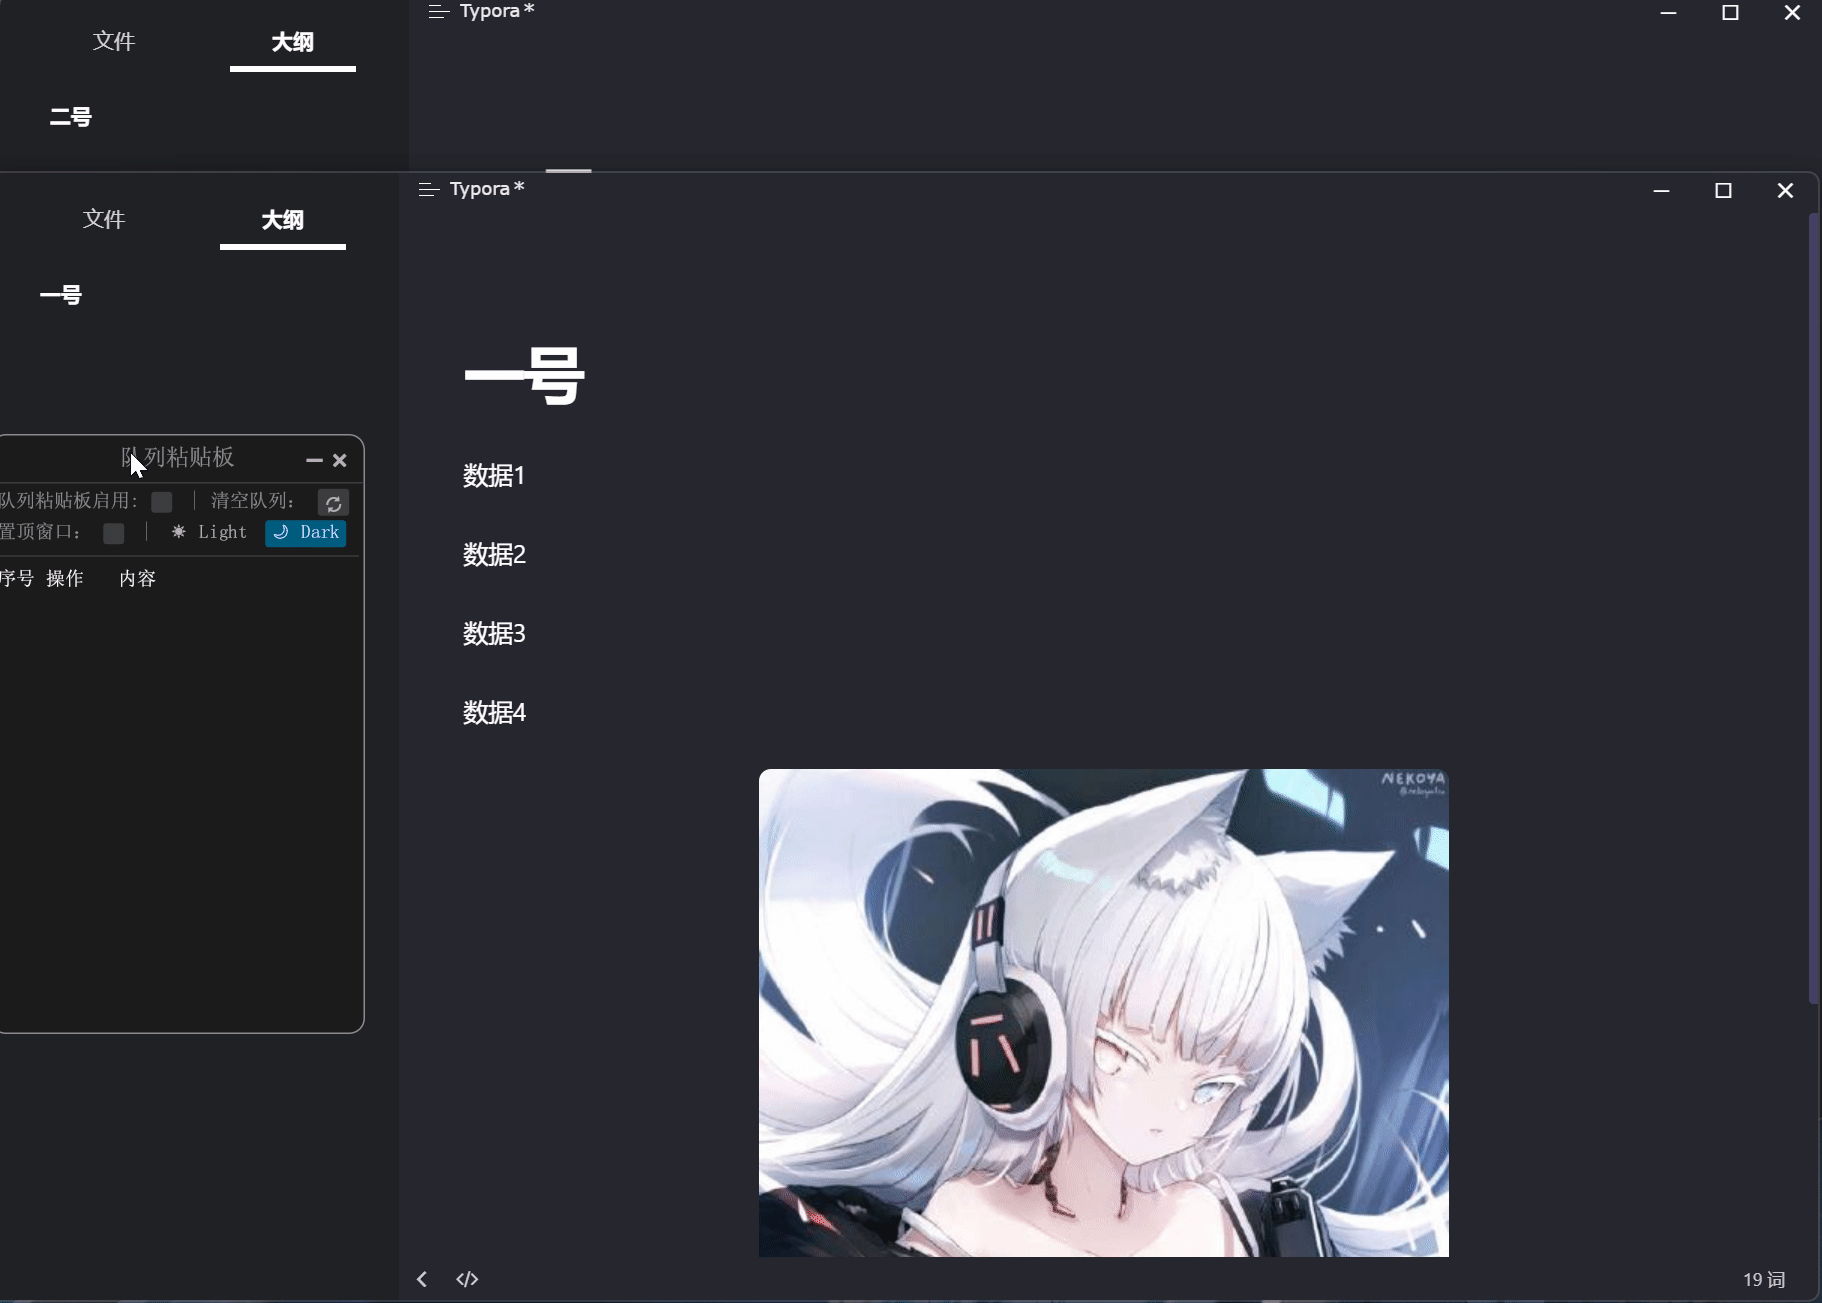 文件 大纲
Typora*
二号
文件 大纲
Typora*
一号
一号
数据1
数据2
数据3
数据4
队列粘贴板
队列粘贴板启用: | 清空队列:
置顶窗口: | Light Dark
序号 操作 内容
NEKOYA
19 词